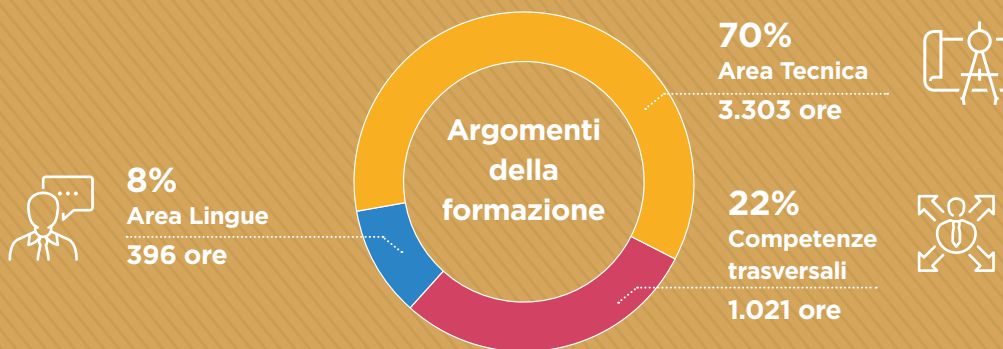 Argomenti
della
formazione
70%
Area Tecnica
3.303 ore
8%
Area Lingue
396 ore
22%
Competenze
trasversali
1.021 ore